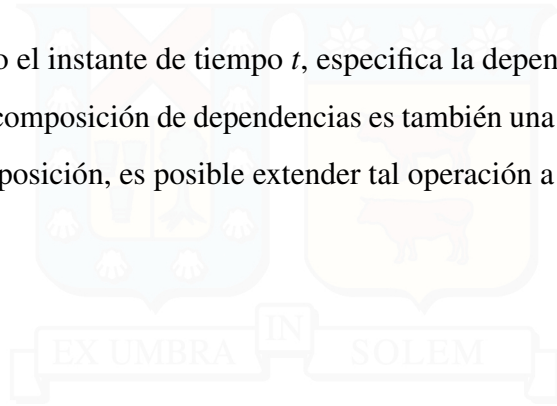 o el instante de tiempo t, especifica la depen
composición de dependencias es también una
posición, es posible extender tal operación a
EX UMBRA IN SOLEM